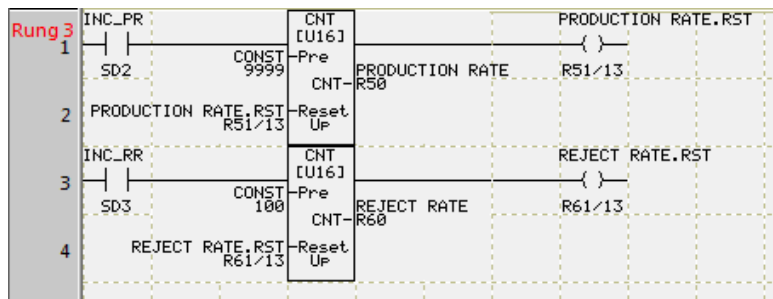 Rung 3
INC_PR CNT PRODUCTION RATE.RST
1 [U16]
CONST Pre
SD2 9999 PRODUCTION RATE R51/13
CNT R50
2 PRODUCTION RATE.RST Reset
R51/13 Up
INC_RR CNT REJECT RATE.RST
3 [U16]
CONST Pre
SD3 100 REJECT RATE R61/13
CNT R60
4 REJECT RATE.RST Reset
R61/13 Up